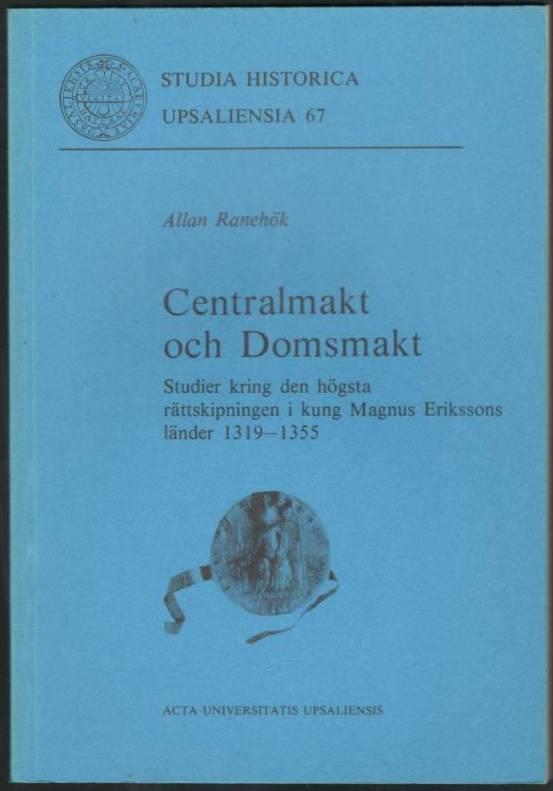 STUDIA HISTORICA
UPSALIENSIA 67
Allan Ranehök
Centralmakt
och Domsmakt
Studier kring den högsta
rättskipningen i kung Magnus Erikssons
länder 1319–1355
ACTA UNIVERSITATIS UPSALIENSIS